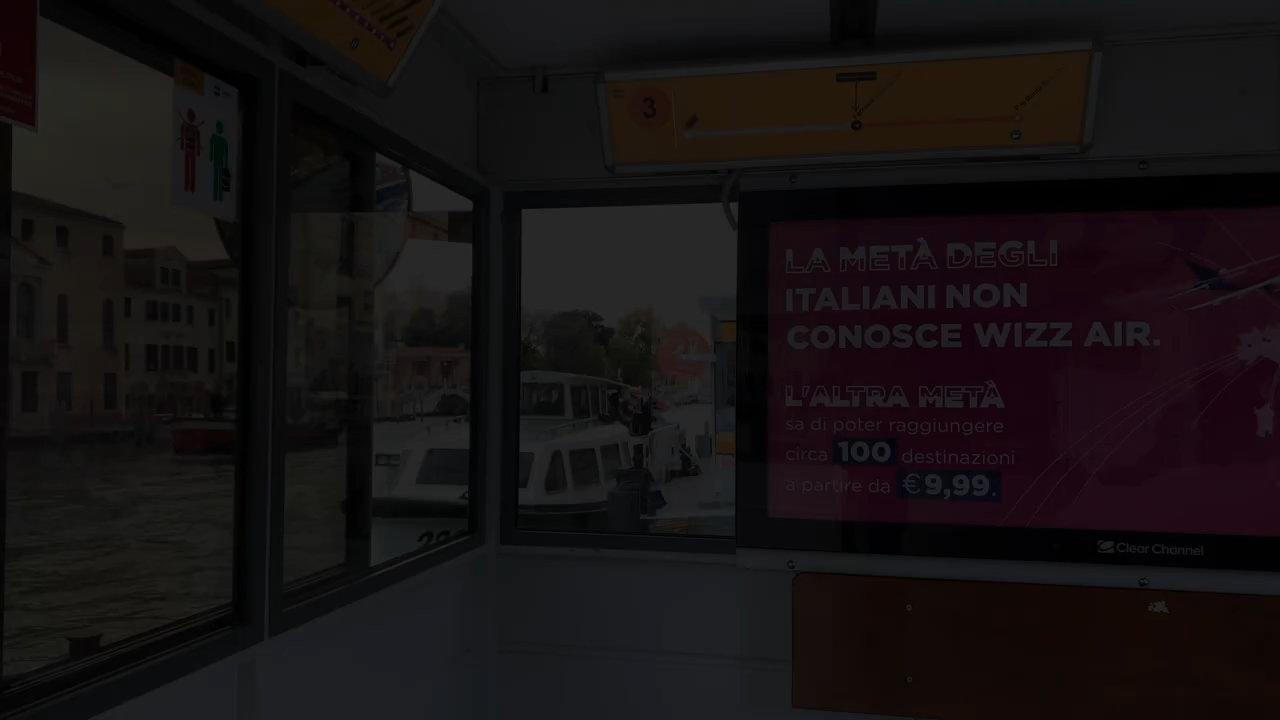 3
LA METÀ DEGLI
ITALIANI NON
CONOSCE WIZZ AIR.
L'ALTRA METÀ
sa di poter raggiungere
circa 100 destinazioni
a partire da €9,99.
Clear Channel